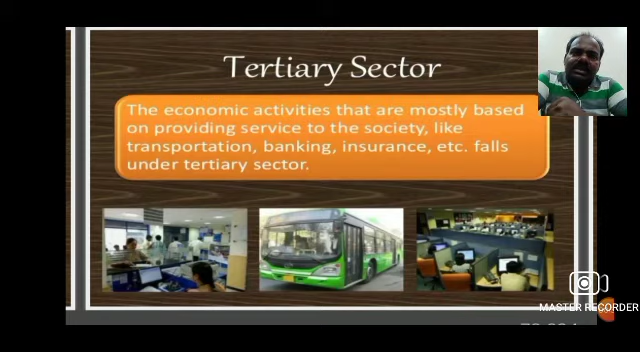 Tertiary Sector
The economic activities that are mostly based
on providing service to the society, like
transportation, banking, insurance, etc. falls
under tertiary sector.
MASTER RECORDER